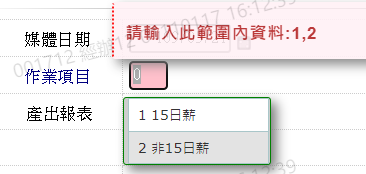 請輸入此範圍內資料:1,2
媒體日期
作業項目 0
產出報表
1 15日薪
2 非15日薪